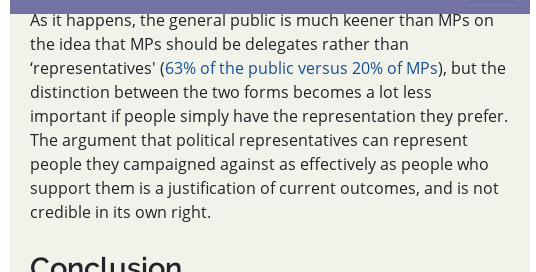 As it happens, the general public is much keener than MPs on
the idea that MPs should be delegates rather than
‘representatives' (63% of the public versus 20% of MPs), but the
distinction between the two forms becomes a lot less
important if people simply have the representation they prefer.
The argument that political representatives can represent
people they campaigned against as effectively as people who
support them is a justification of current outcomes, and is not
credible in its own right.
Conclusion